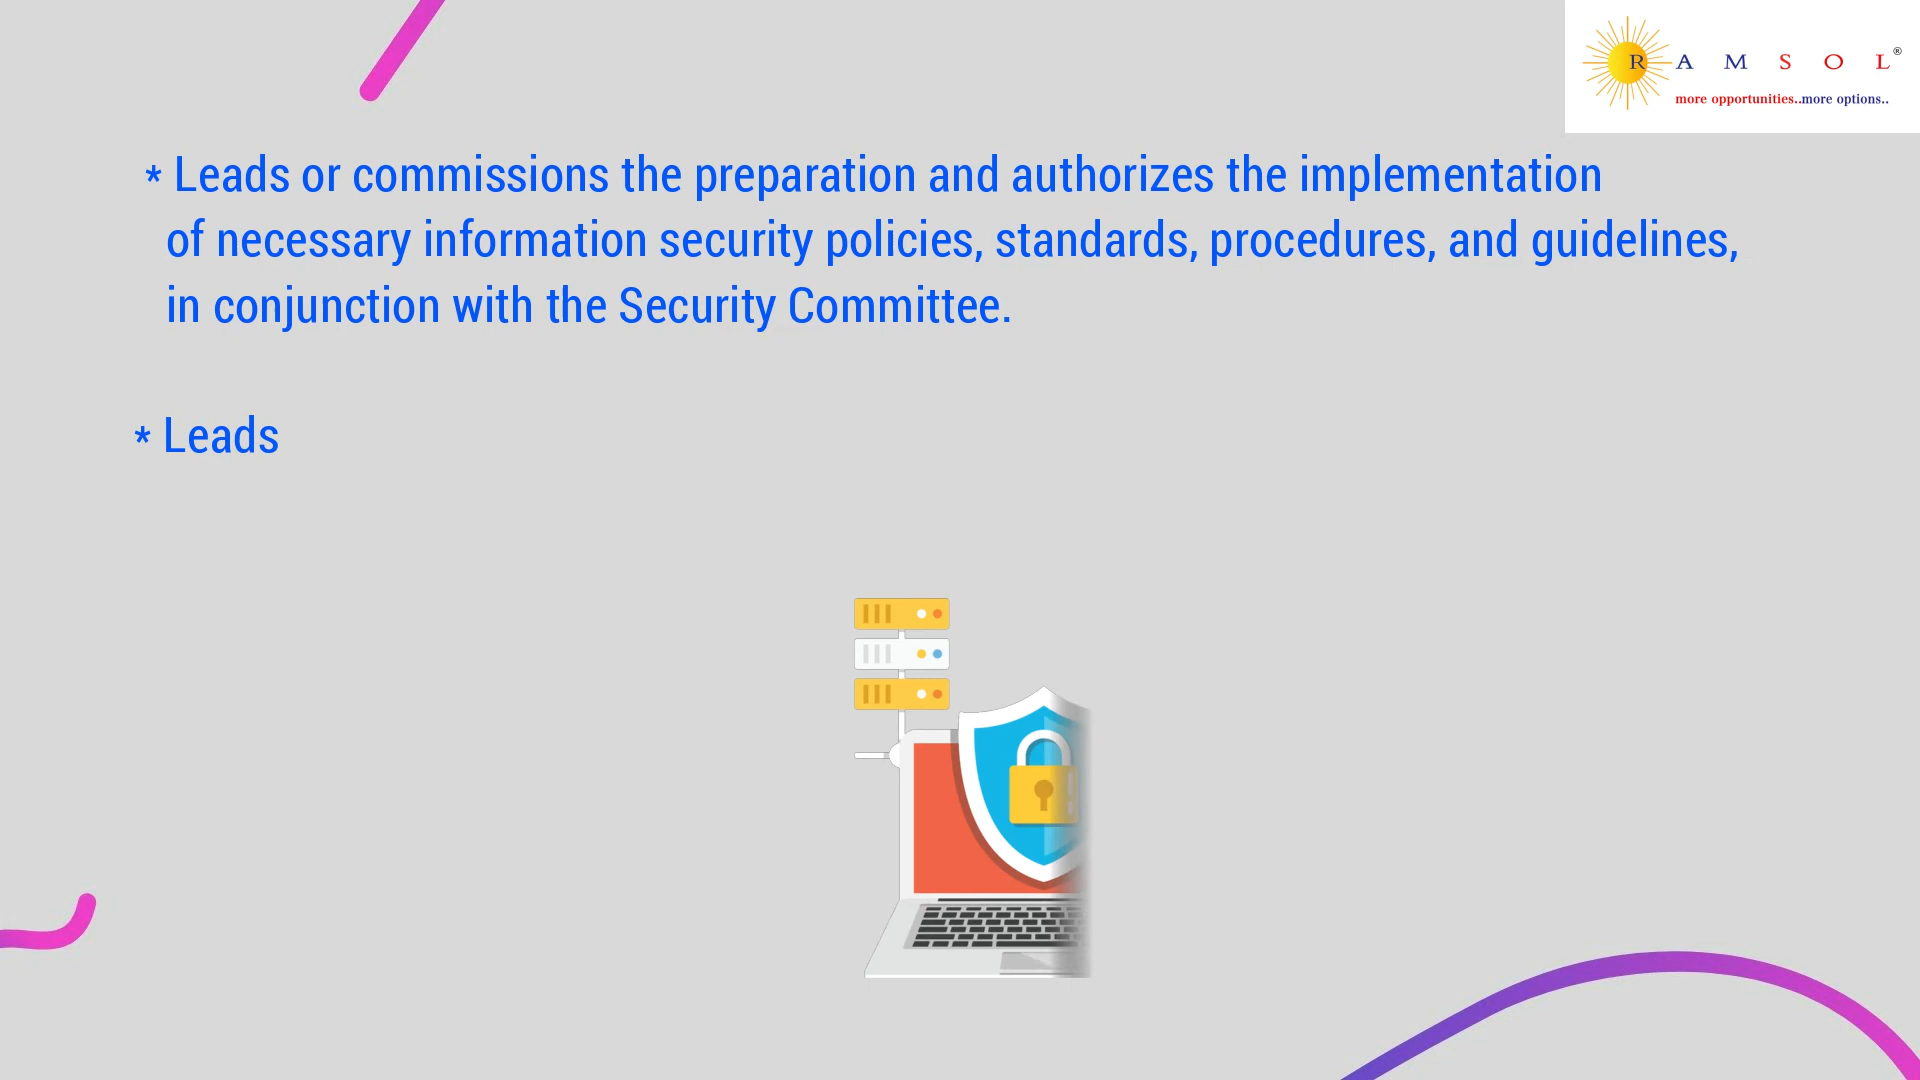 RAMSOL®
more opportunities..more options..
* Leads or commissions the preparation and authorizes the implementation
of necessary information security policies, standards, procedures, and guidelines,
in conjunction with the Security Committee.
* Leads